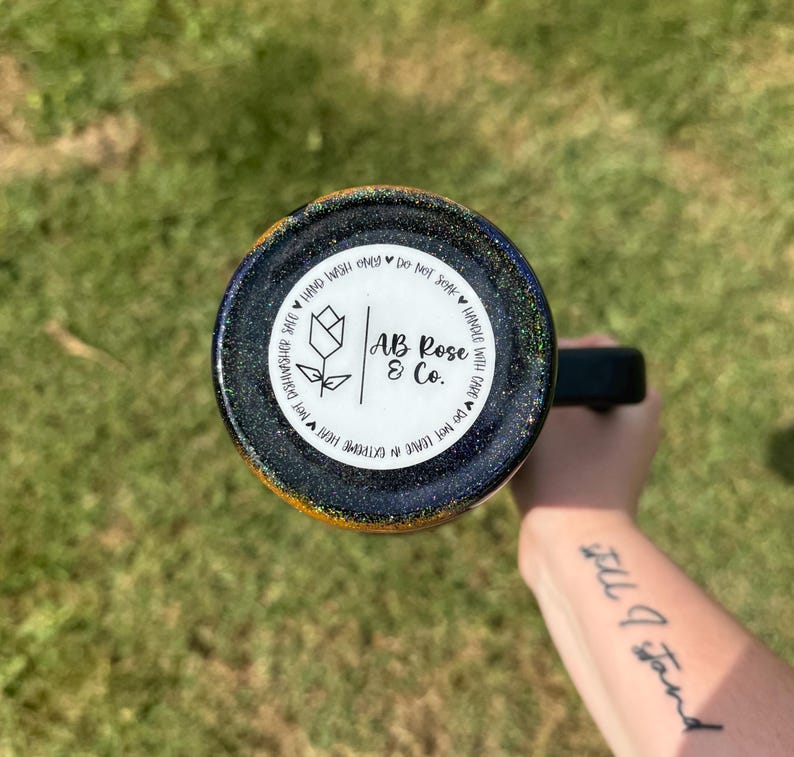 HAND WASH ONLY ♥ DO NOT SOAK ♥ HANDLE WITH CARE ♥ DO NOT LEAVE IN EXTREME HEAT ♥ NOT DISHWASHER SAFE ♥
AB Rose
& Co.
still I stand